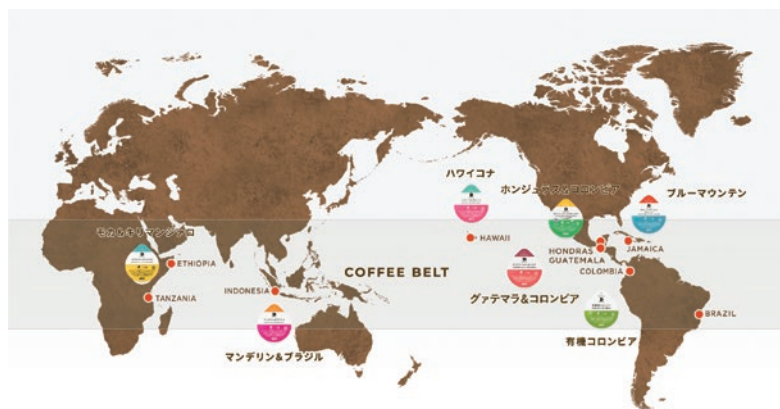 ハワイコナ
ホンジュラス&コロンビア
ブルーマウンテン
モカ&キリマンジァロ
HAWAII
HONDRAS
JAMAICA
GUATEMALA
ETHIOPIA
COFFEE BELT
COLOMBIA
INDONESIA
TANZANIA
グァテマラ&コロンビア
BRAZIL
有機コロンビア
マンデリン&ブラジル